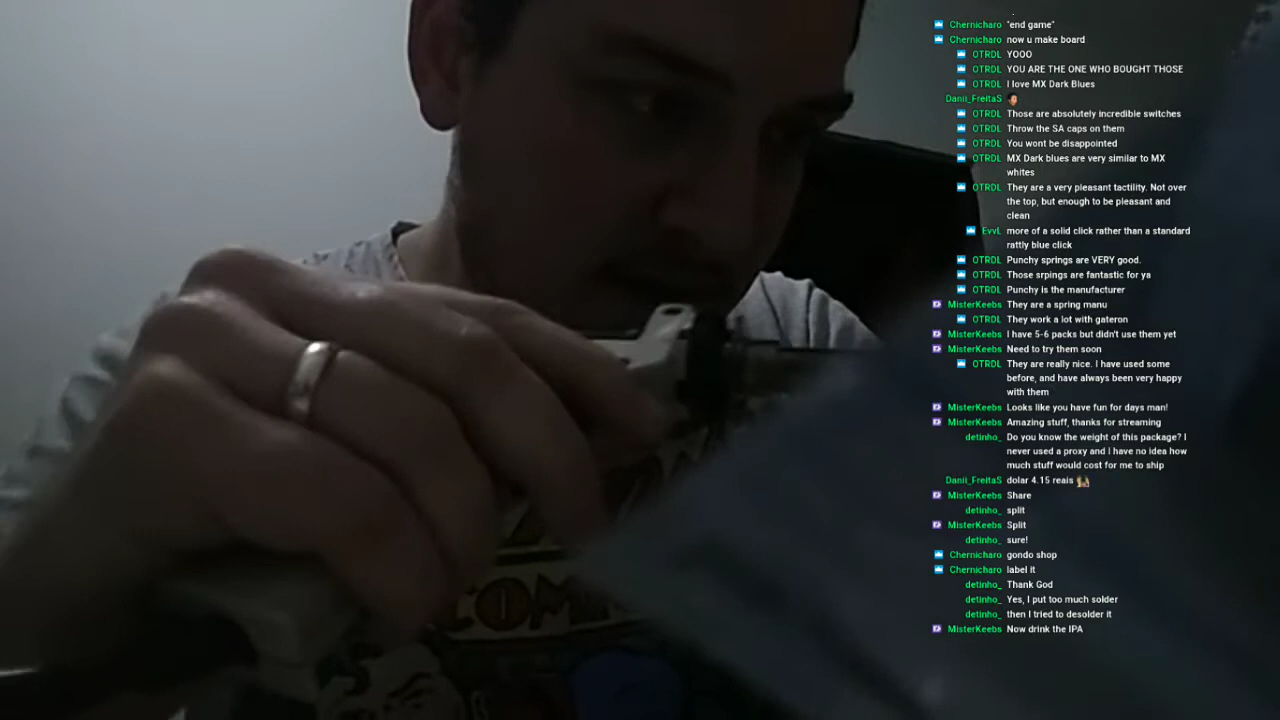 Chernicharo "end game"
Chernicharo now u make board
OTRDL YOOO
OTRDL YOU ARE THE ONE WHO BOUGHT THOSE
OTRDL I love MX Dark Blues
Danii_FreitaS
OTRDL Those are absolutely incredible switches
OTRDL Throw the SA caps on them
OTRDL You wont be disappointed
OTRDL MX Dark blues are very similar to MX
whites
OTRDL They are a very pleasant tactility. Not over
the top, but enough to be pleasant and
clean
EvvL more of a solid click rather than a standard
rattly blue click
OTRDL Punchy springs are VERY good.
OTRDL Those srpings are fantastic for ya
OTRDL Punchy is the manufacturer
MisterKeebs They are a spring manu
OTRDL They work a lot with gateron
MisterKeebs I have 5-6 packs but didn't use them yet
MisterKeebs Need to try them soon
OTRDL They are really nice. I have used some
before, and have always been very happy
with them
MisterKeebs Looks like you have fun for days man!
MisterKeebs Amazing stuff, thanks for streaming
detinho_ Do you know the weight of this package? I
never used a proxy and I have no idea how
much stuff would cost for me to ship
Danii_FreitaS dolar 4.15 reais
MisterKeebs Share
detinho_ split
MisterKeebs Split
detinho_ sure!
Chernicharo gondo shop
Chernicharo label it
detinho_ Thank God
detinho_ Yes, I put too much solder
detinho_ then I tried to desolder it
MisterKeebs Now drink the IPA